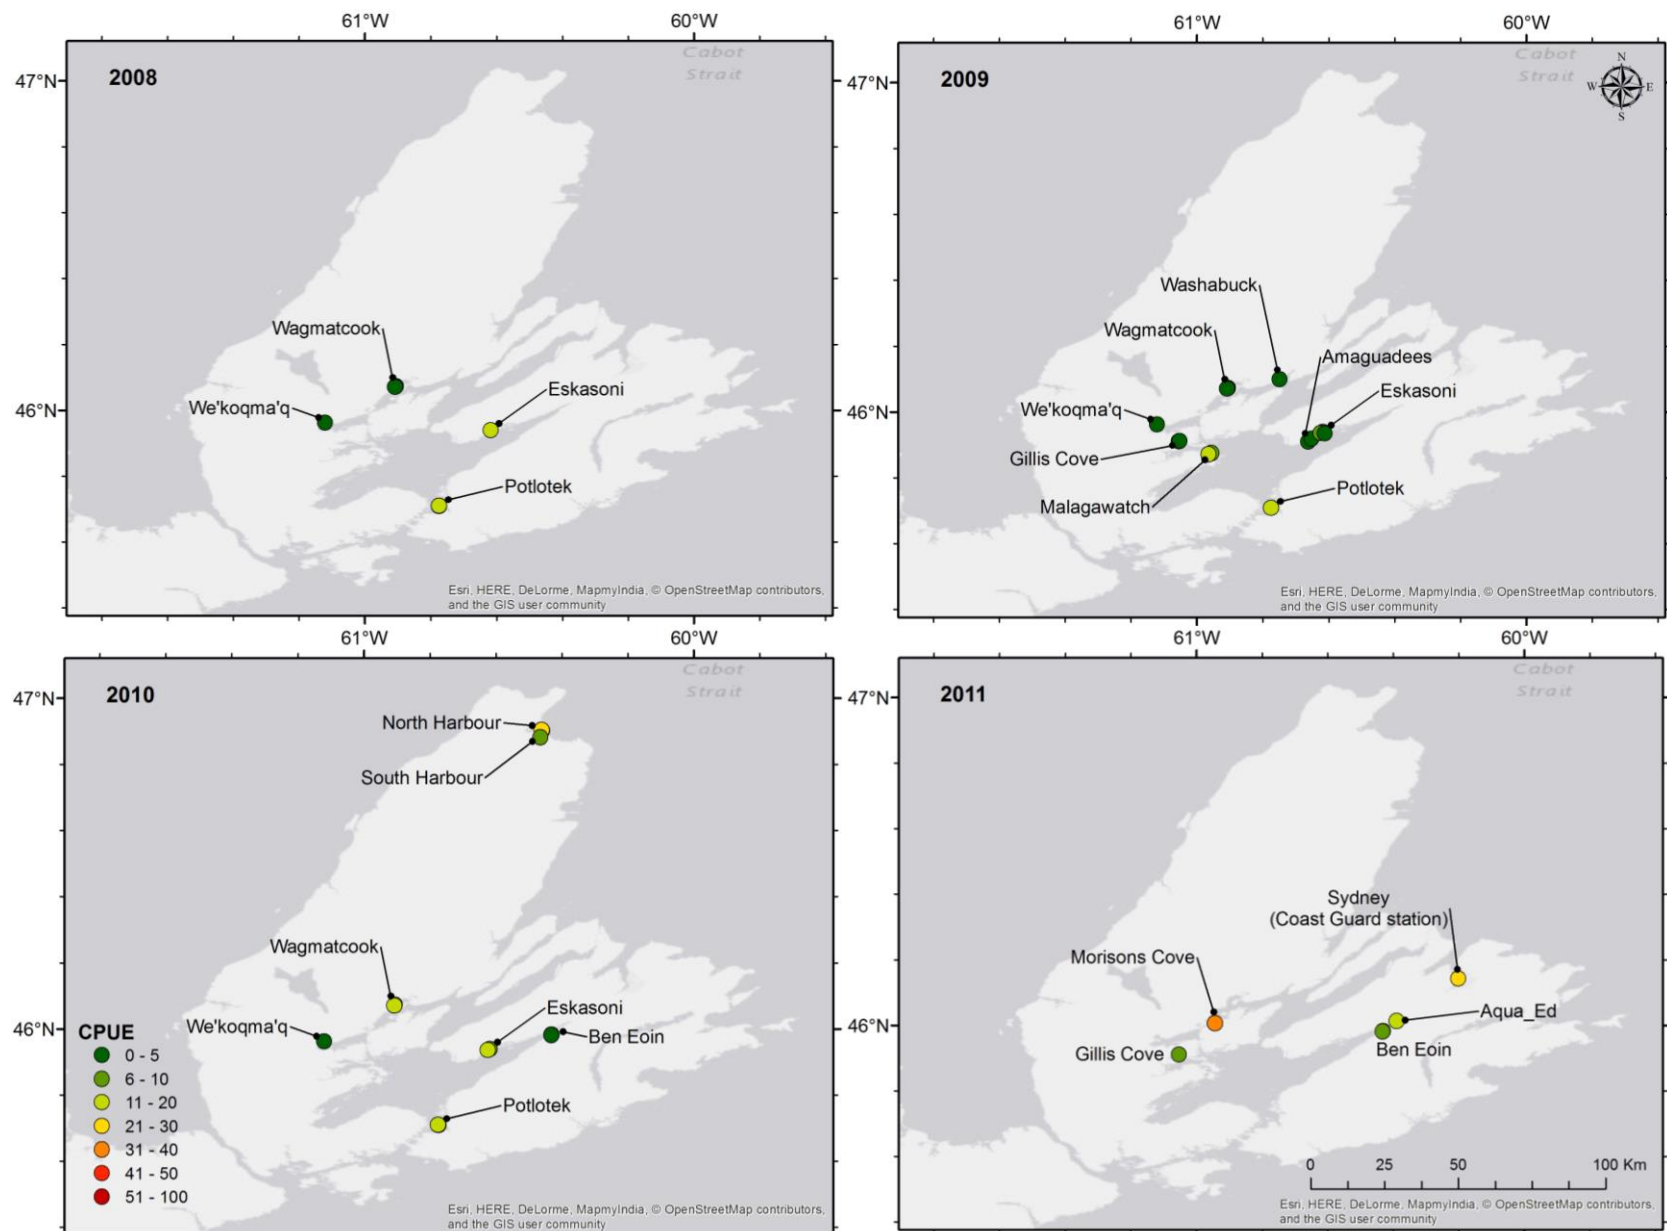 61°W
60°W
61°W
60°W
47°N
2008
Cabot
Strait
Wagmatcook
We'koqma'q
Eskasoni
46°N
Potlotek
Esri, HERE, DeLorme, MapmyIndia, © OpenStreetMap contributors,
and the GIS user community
47°N
2009
Cabot
Strait
N
W
E
S
Washabuck
Wagmatcook
Amaguadees
Eskasoni
We'koqma'q
46°N
Gillis Cove
Potlotek
Malagawatch
Esri, HERE, DeLorme, MapmyIndia, © OpenStreetMap contributors,
and the GIS user community
61°W
60°W
61°W
60°W
47°N
2010
Cabot
Strait
North Harbour
South Harbour
Wagmatcook
Eskasoni
We'koqma'q
46°N
Ben Eoin
Potlotek
CPUE
0 - 5
6 - 10
11 - 20
21 - 30
31 - 40
41 - 50
51 - 100
Esri, HERE, DeLorme, MapmyIndia, © OpenStreetMap contributors,
and the GIS user community
47°N
2011
Cabot
Strait
Sydney
(Coast Guard station)
Morisons Cove
Aqua_Ed
46°N
Gillis Cove
Ben Eoin
0 25 50 100 Km
Esri, HERE, DeLorme, MapmyIndia, © OpenStreetMap contributors,
and the GIS user community